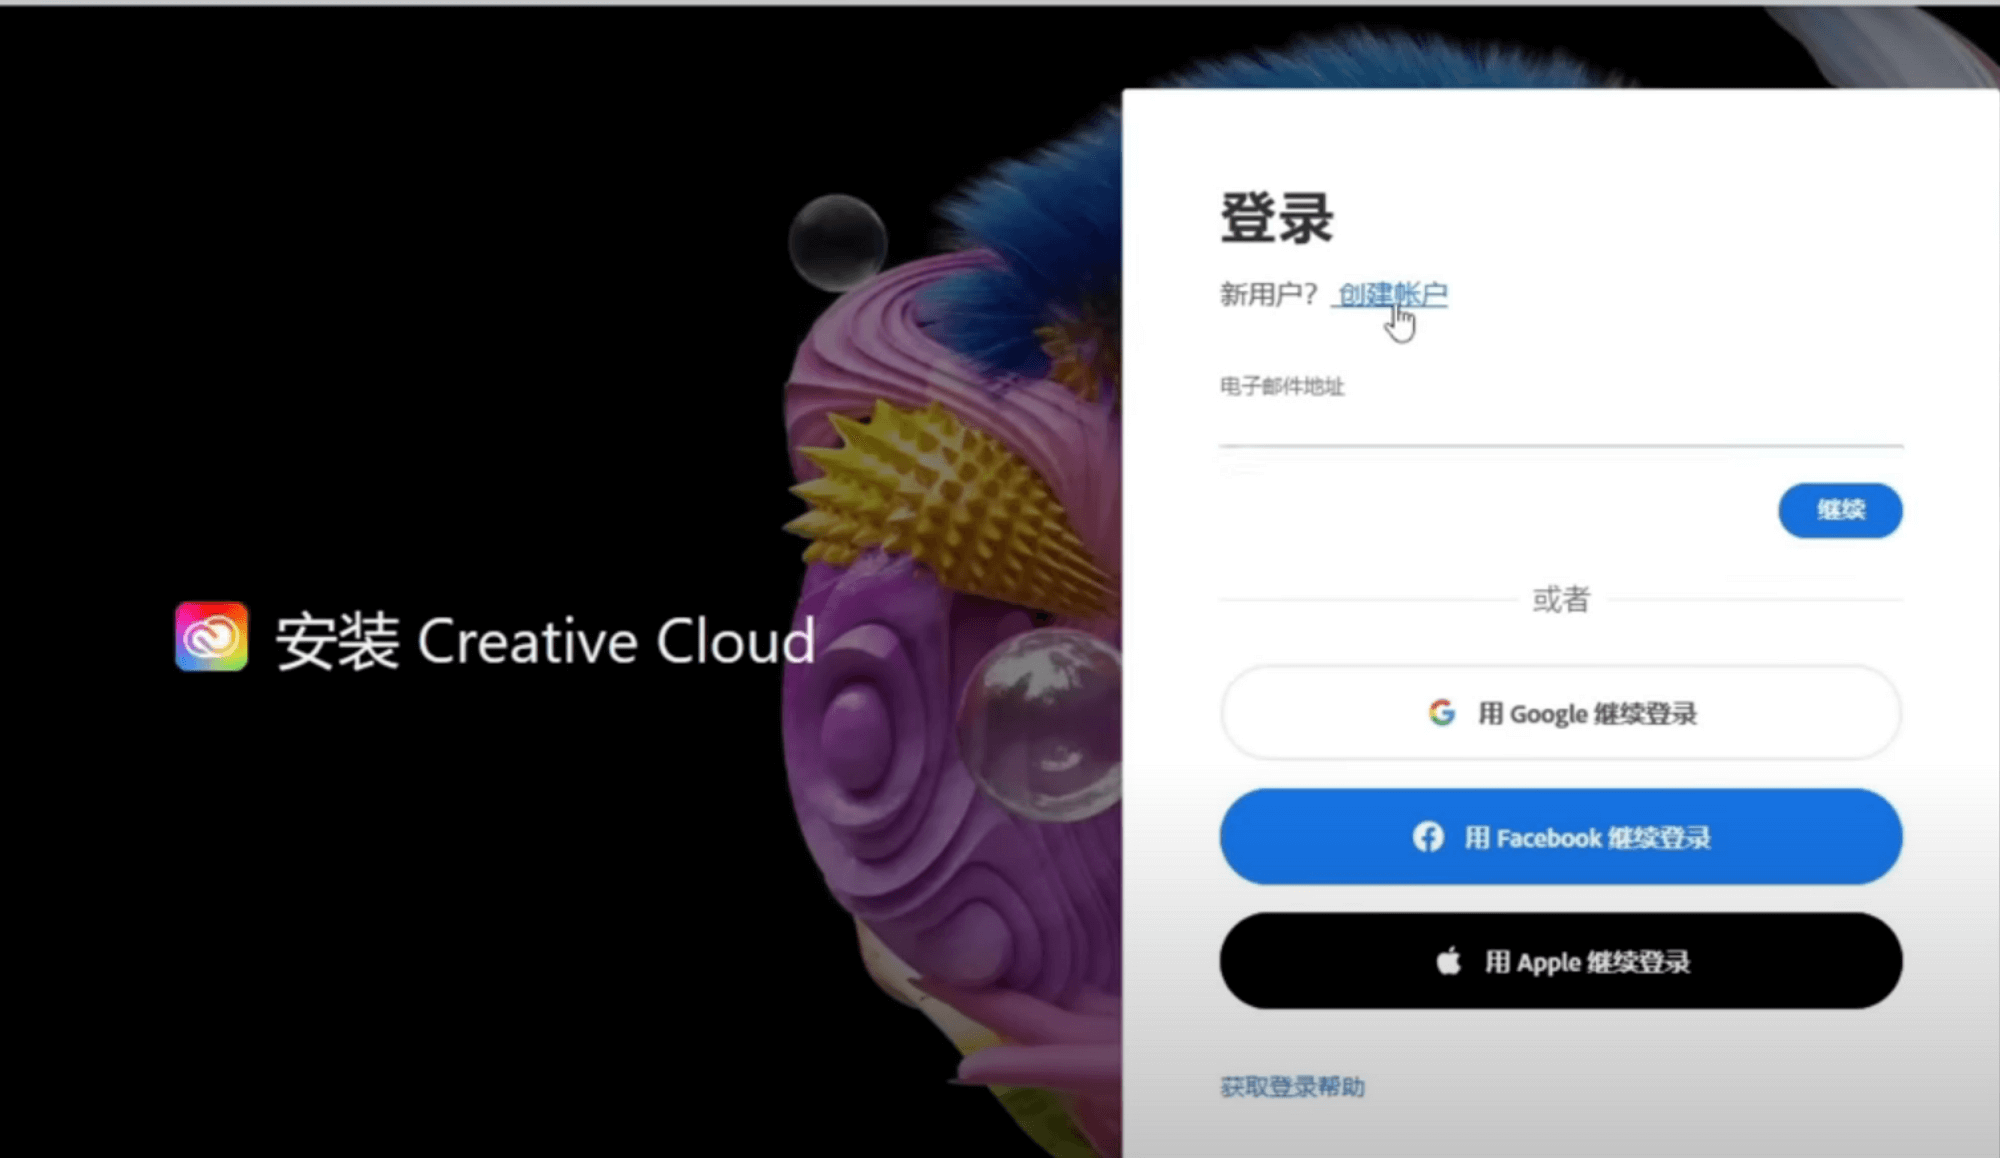 登录
新用户? 创建帐户
电子邮件地址
继续
或者
安装 Creative Cloud
用 Google 继续登录
用 Facebook 继续登录
用 Apple 继续登录
获取登录帮助